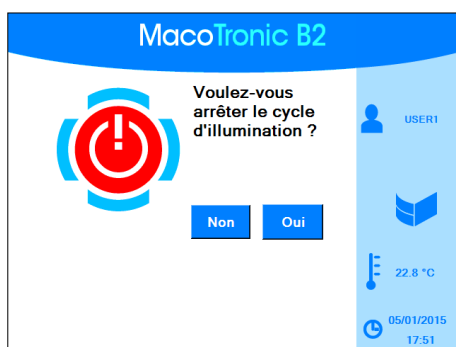 MacoTronic B2
Voulez-vous
arrêter le cycle
d'illumination ?
Non Oui
USER1
22.8 °C
05/01/2015
17:51